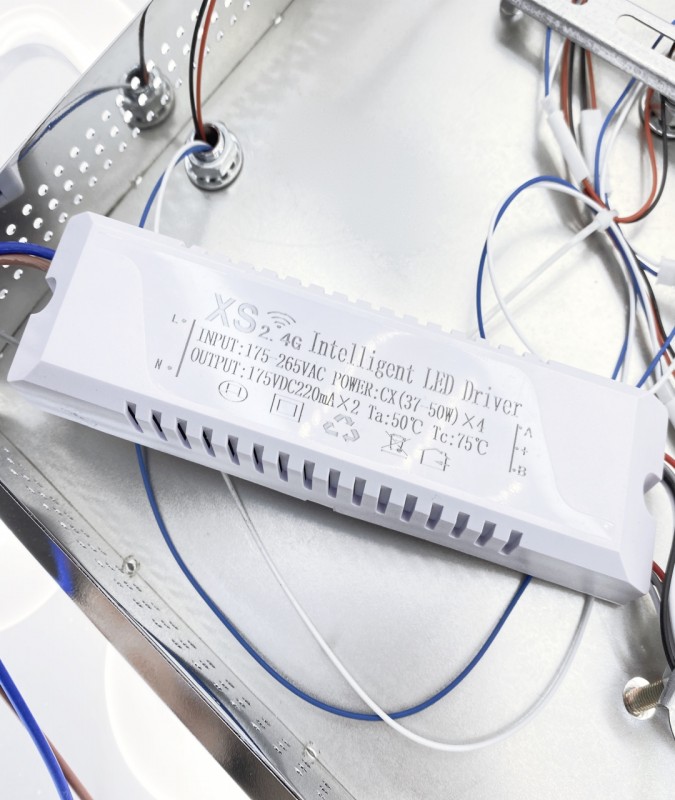 XS 2.4G Intelligent LED Driver
INPUT:175-265VAC POWER:CX(37-50W)×4
OUTPUT:175VDC220mA×2 Ta:50℃ Tc:75℃
L
N
A
+
B